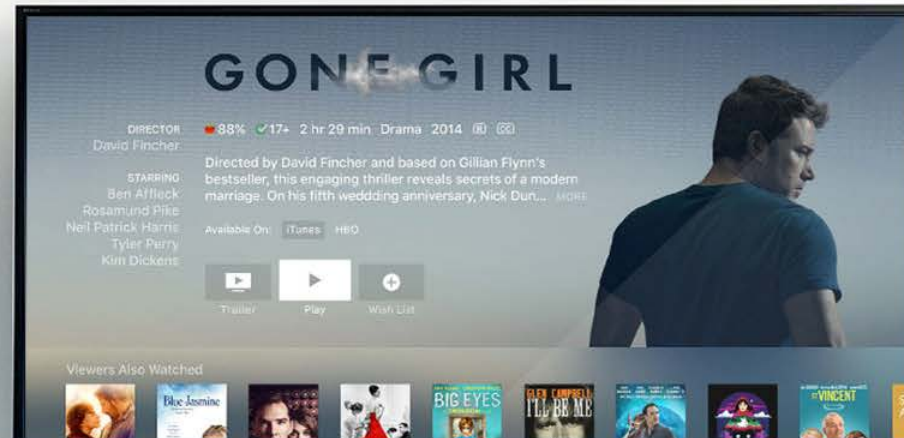 GONE GIRL
DIRECTOR
David Fincher
STARRING
Ben Affleck
Rosamund Pike
Neil Patrick Harris
Tyler Perry
Kim Dickens
88% 17+ 2 hr 29 min Drama 2014 CC
Directed by David Fincher and based on Gillian Flynn's
bestseller, this engaging thriller reveals secrets of a modern
marriage. On his fifth weddding anniversary, Nick Dun... MORE
Available On: iTunes HBO
Trailer Play Wish List
Viewers Also Watched
Blue Jasmine
BIG EYES
GLEN CAMPBELL
I'LL BE ME
ST. VINCENT